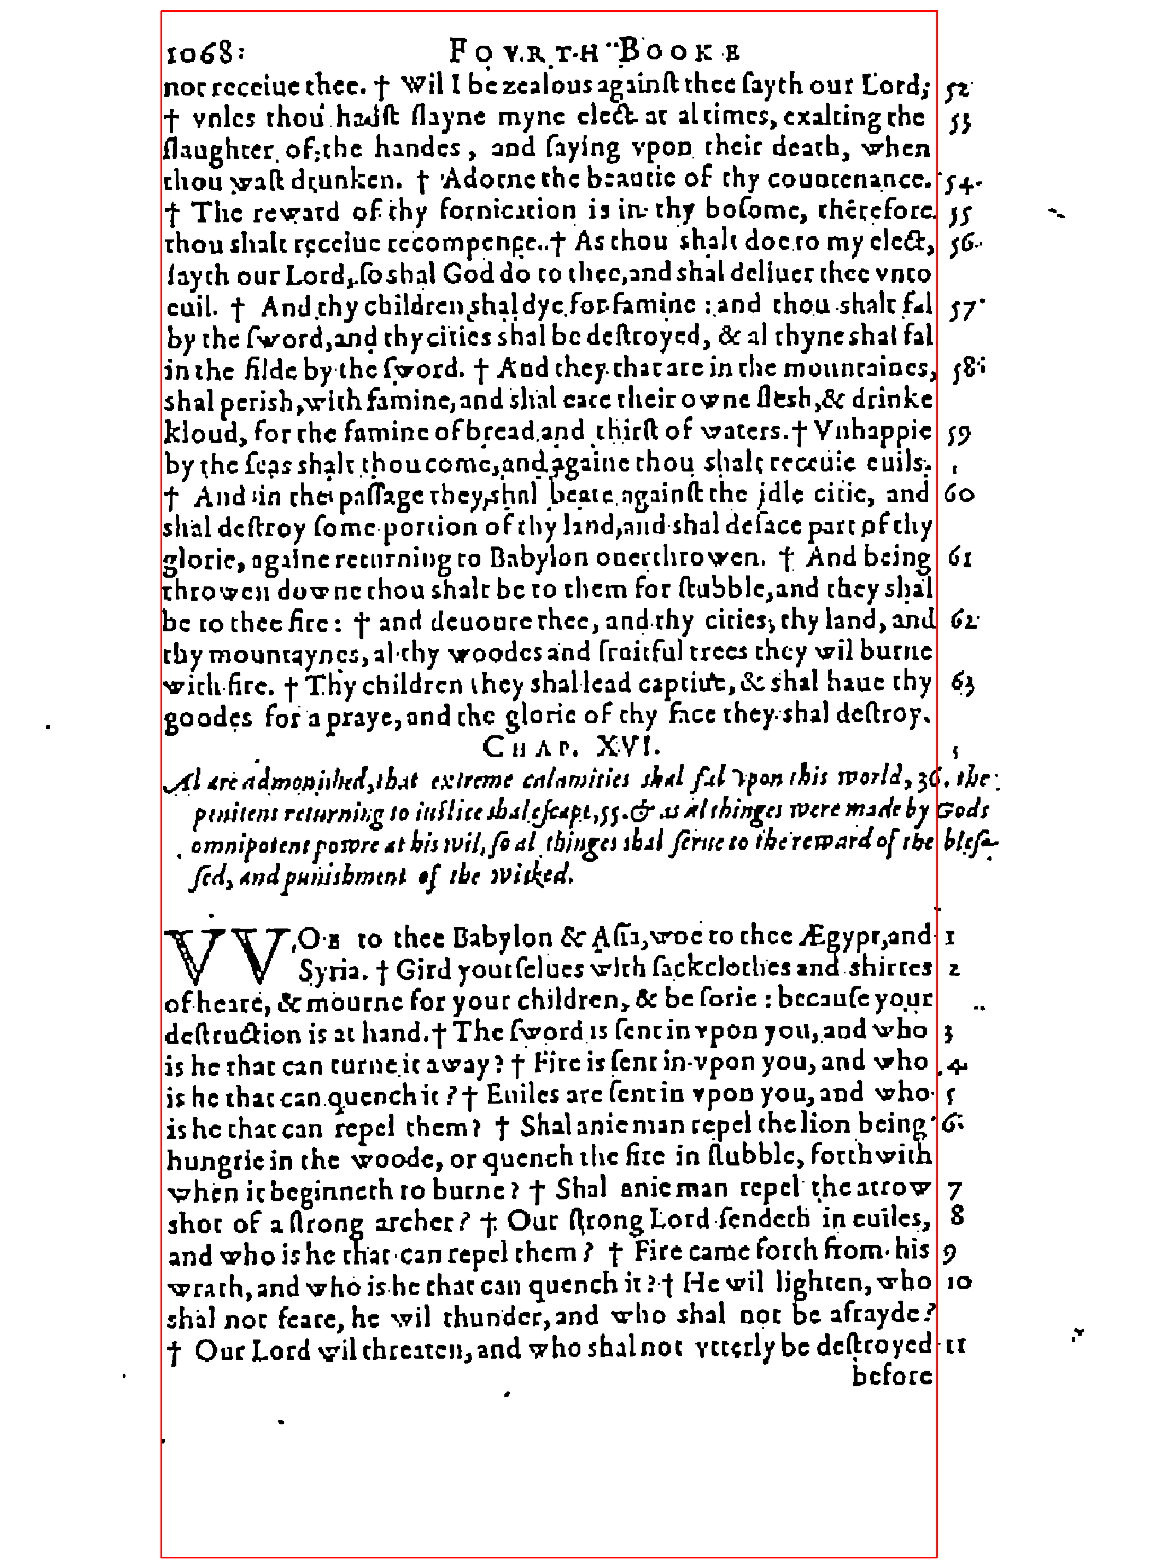 1068: FOVRTH BOOKE
not receiue thee. † Wil I be zealous againſt thee ſayth our Lord, 52
† vnles thou hadſt ſlayne myne elect at al times, exalting the 53
ſlaughter of the handes, and ſaying vpon their death, when
thou waſt drunken. † Adorne the beautie of thy countenance. 54.
† The reward of thy fornication is in thy boſome, therefore 55
thou shalt receiue recompenſe. † As thou shalt doe to my elect, 56.
ſayth our Lord, ſo shal God do to thee, and shal deliuer thee vnto
euil. † And thy children shal dye for famine: and thou shalt fal 57
by the ſword, and thy cities shal be deſtroyed, & al thyne shal fal
in the filde by the ſword. † And they that are in the mountaines, 58
shal perish, with famine, and shal eate their owne flesh, & drinke
bloud, for the famine of bread and thirſt of waters. † Vnhappie 59
by the ſeas shalt thou come, and againe thou shalt receuie euils.
† And in the paſſage they shal beate againſt the idle citie, and 60
shal deſtroy ſome portion of thy land, and shal deface part of thy
glorie, againe returning to Babylon ouerthrowen. † And being 61
throwen downe thou shalt be to them for ſtubble, and they shal
be to thee fire: † and deuoure thee, and thy cities, thy land, and 62
thy mountaynes, al thy woodes and fruitful trees they wil burne
with fire. † Thy children they shal lead captiue, & shal haue thy 63
goodes for a praye, and the glorie of thy face they shal deſtroy.
CHAP. XVI.
Al are admonished, that extreme calamities shal fal vpon this world, 36. the
penitent returning to iuſtice shal eſcape, 55. & as al thinges were made by Gods
omnipotent powre at his wil, ſo al thinges shal ſerue to the reward of the bleſ-
ſed, and punishment of the wicked.
VVOE to thee Babylon & Aſia, woe to thee Ægypt, and 1
Syria. † Gird yourſelues with ſackclothes and shirtes 2
of heare, & mourne for your children, & be ſorie: becauſe your
deſtruction is at hand. † The ſword is ſent in vpon you, and who 3
is he that can turne it away? † Fire is ſent in vpon you, and who 4
is he that can quench it? † Euiles are ſent in vpon you, and who 5
is he that can repel them? † Shal anie man repel the lion being 6
hungrie in the woode, or quench the fire in ſtubble, forthwith
when it beginneth to burne? † Shal anie man repel the arrow 7
shot of a ſtrong archer? † Our ſtrong Lord ſendeth in euiles, 8
and who is he that can repel them? † Fire came forth from his 9
wrath, and who is he that can quench it? † He wil lighten, who 10
shal not feare, he wil thunder, and who shal not be afrayde?
† Our Lord wil threaten, and who shal not vtterly be deſtroyed 11
before